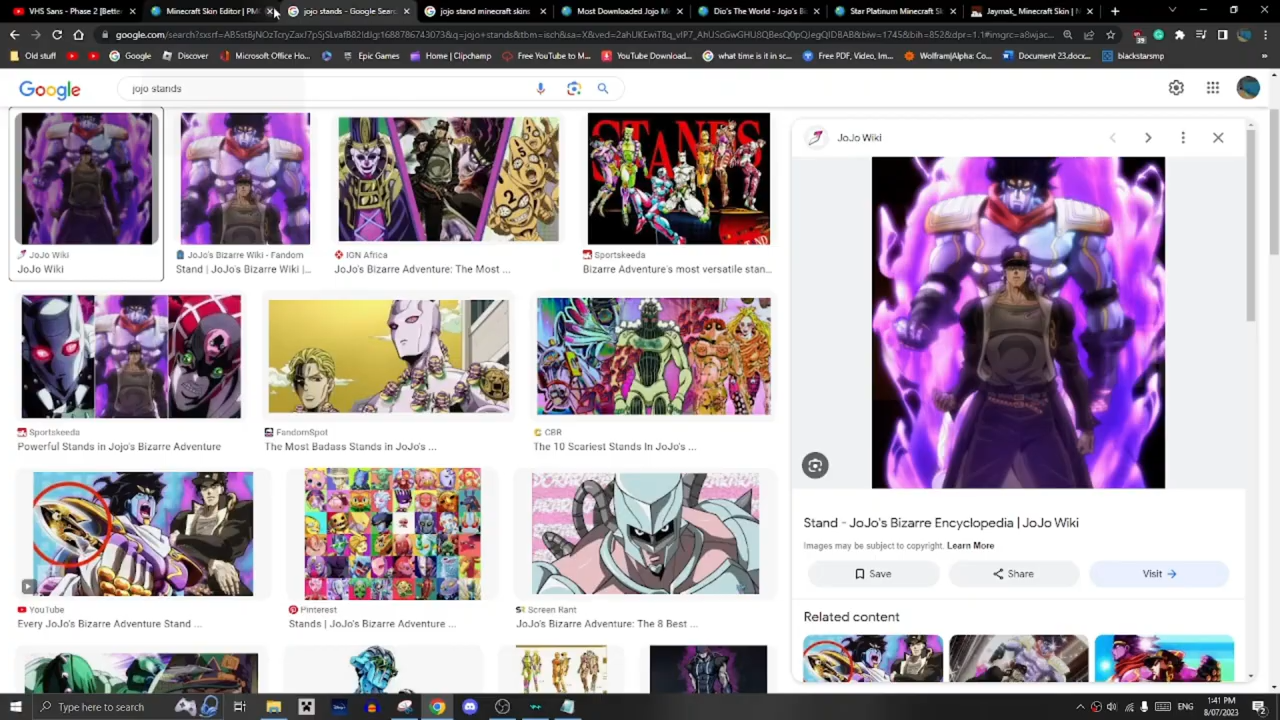 VHS Sans - Phase 2 [Bette
Minecraft Skin Editor | PM
jojo stands - Google Sear
jojo stand minecraft skins
Most Downloaded Jojo M
Dio's The World - Jojo's B
Star Platinum Minecraft Sk
Jaymak_ Minecraft Skin | N
Old stuff
Google
Discover
Microsoft Office Ho...
Epic Games
Home | Clipchamp
Free YouTube to M...
YouTube Download...
what time is it in sc...
Free PDF, Video, Im...
Wolfram|Alpha: Co...
Document 23.docx...
blackstarsmp
Google
jojo stands
JoJo Wiki
JoJo Wiki
JoJo's Bizarre Wiki - Fandom
Stand | JoJo's Bizarre Wiki |...
IGN Africa
JoJo's Bizarre Adventure: The Most ...
STANDS
Sportskeeda
Bizarre Adventure's most versatile stan...
Sportskeeda
Powerful Stands in Jojo's Bizarre Adventure
FandomSpot
The Most Badass Stands in JoJo's ...
CBR
The 10 Scariest Stands In JoJo's ...
YouTube
Every JoJo's Bizarre Adventure Stand ...
Pinterest
Stands | JoJo's Bizarre Adventure ...
Screen Rant
JoJo's Bizarre Adventure: The 8 Best ...
JoJo Wiki
Stand - JoJo's Bizarre Encyclopedia | JoJo Wiki
Images may be subject to copyright. Learn More
Save
Share
Visit
Related content
Type here to search
ENG
1:41 PM
8/07/2023